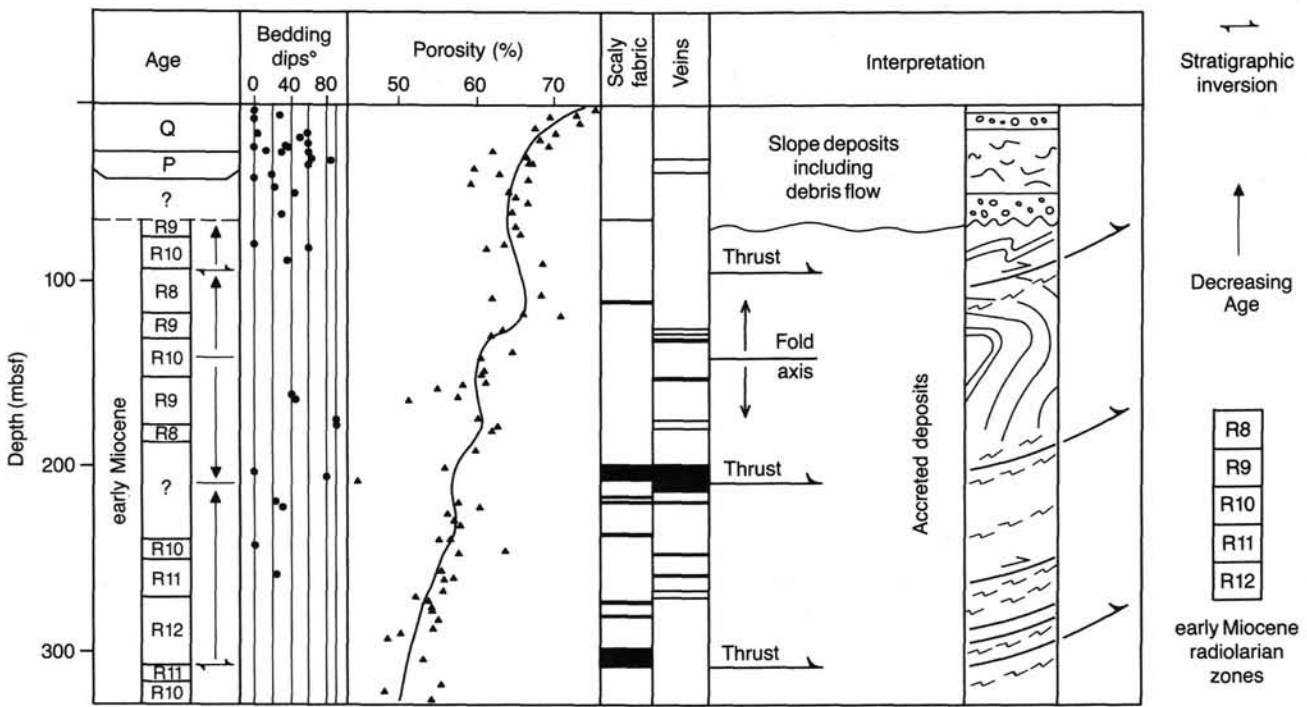 Age
Bedding
dips°
0 40 80
Porosity (%)
50 60 70
Scaly
fabric
Veins
Interpretation
Stratigraphic
inversion
Decreasing
Age
R8
R9
R10
R11
R12
early Miocene
radiolarian
zones
Depth (mbsf)
100
200
300
early Miocene
Q
P
?
R9
R10
R8
R9
R10
R9
R8
?
R10
R11
R12
R11
R10
Slope deposits
including
debris flow
Thrust
Fold
axis
Thrust
Thrust
Accreted deposits